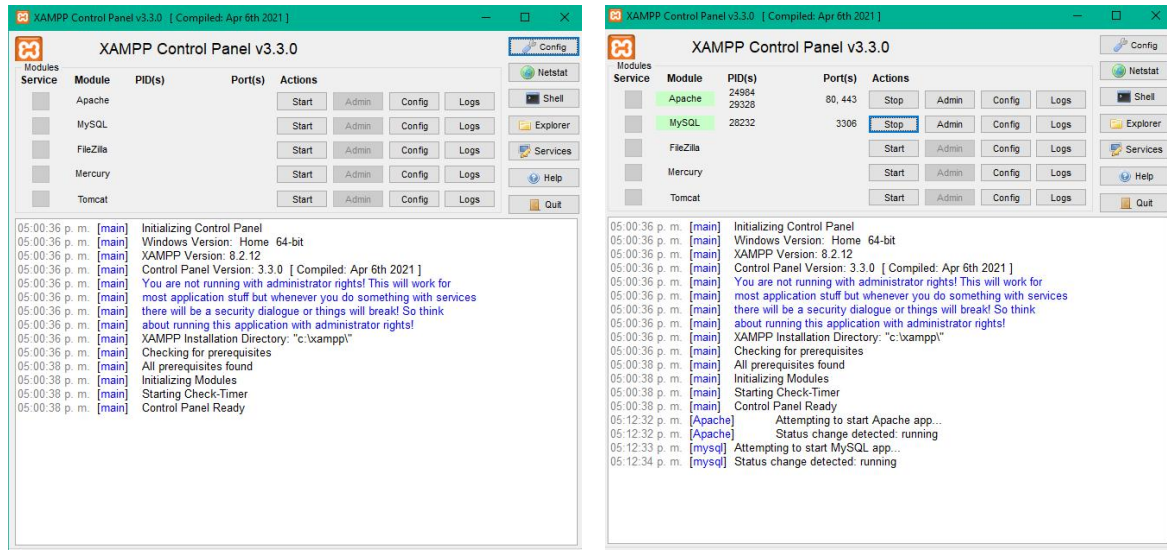 XAMPP Control Panel v3.3.0 [ Compiled: Apr 6th 2021 ]
XAMPP Control Panel v3.3.0
Config
Modules
Service Module PID(s) Port(s) Actions
Netstat
Apache Start Admin Config Logs
Shell
MySQL Start Admin Config Logs
Explorer
FileZilla Start Admin Config Logs
Services
Mercury Start Admin Config Logs
Help
Tomcat Start Admin Config Logs
Quit
05:00:36 p. m. [main] Initializing Control Panel
05:00:36 p. m. [main] Windows Version: Home 64-bit
05:00:36 p. m. [main] XAMPP Version: 8.2.12
05:00:36 p. m. [main] Control Panel Version: 3.3.0 [ Compiled: Apr 6th 2021 ]
05:00:36 p. m. [main] You are not running with administrator rights! This will work for
05:00:36 p. m. [main] most application stuff but whenever you do something with services
05:00:36 p. m. [main] there will be a security dialogue or things will break! So think
05:00:36 p. m. [main] about running this application with administrator rights!
05:00:36 p. m. [main] XAMPP Installation Directory: "c:\xampp\"
05:00:36 p. m. [main] Checking for prerequisites
05:00:38 p. m. [main] All prerequisites found
05:00:38 p. m. [main] Initializing Modules
05:00:38 p. m. [main] Starting Check-Timer
05:00:38 p. m. [main] Control Panel Ready
XAMPP Control Panel v3.3.0 [ Compiled: Apr 6th 2021 ]
XAMPP Control Panel v3.3.0
Config
Modules
Service Module PID(s) Port(s) Actions
Netstat
24984
Apache 80, 443 Stop Admin Config Logs
29328
Shell
MySQL 28232 3306 Stop Admin Config Logs
Explorer
FileZilla Start Admin Config Logs
Services
Mercury Start Admin Config Logs
Help
Tomcat Start Admin Config Logs
Quit
05:00:36 p. m. [main] Initializing Control Panel
05:00:36 p. m. [main] Windows Version: Home 64-bit
05:00:36 p. m. [main] XAMPP Version: 8.2.12
05:00:36 p. m. [main] Control Panel Version: 3.3.0 [ Compiled: Apr 6th 2021 ]
05:00:36 p. m. [main] You are not running with administrator rights! This will work for
05:00:36 p. m. [main] most application stuff but whenever you do something with services
05:00:36 p. m. [main] there will be a security dialogue or things will break! So think
05:00:36 p. m. [main] about running this application with administrator rights!
05:00:36 p. m. [main] XAMPP Installation Directory: "c:\xampp\"
05:00:36 p. m. [main] Checking for prerequisites
05:00:38 p. m. [main] All prerequisites found
05:00:38 p. m. [main] Initializing Modules
05:00:38 p. m. [main] Starting Check-Timer
05:00:38 p. m. [main] Control Panel Ready
05:12:32 p. m. [Apache] Attempting to start Apache app...
05:12:32 p. m. [Apache] Status change detected: running
05:12:33 p. m. [mysql] Attempting to start MySQL app...
05:12:34 p. m. [mysql] Status change detected: running